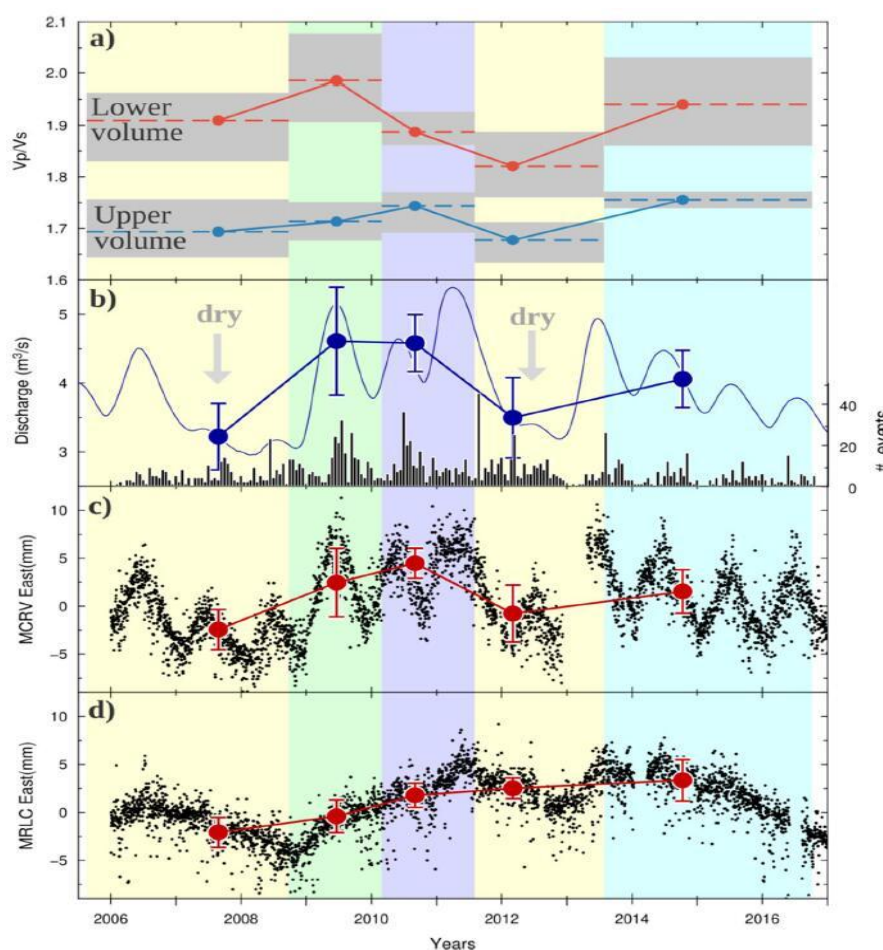 a)
2.1
2.0
1.9
1.8
1.7
1.6
Vp/Vs
Lower
volume
Upper
volume
b)
5
4
3
Discharge (m³/s)
dry
dry
40
20
0
# events
c)
10
5
0
-5
MCRV East(mm)
d)
10
5
0
-5
MRLC East(mm)
2006 2008 2010 2012 2014 2016
Years